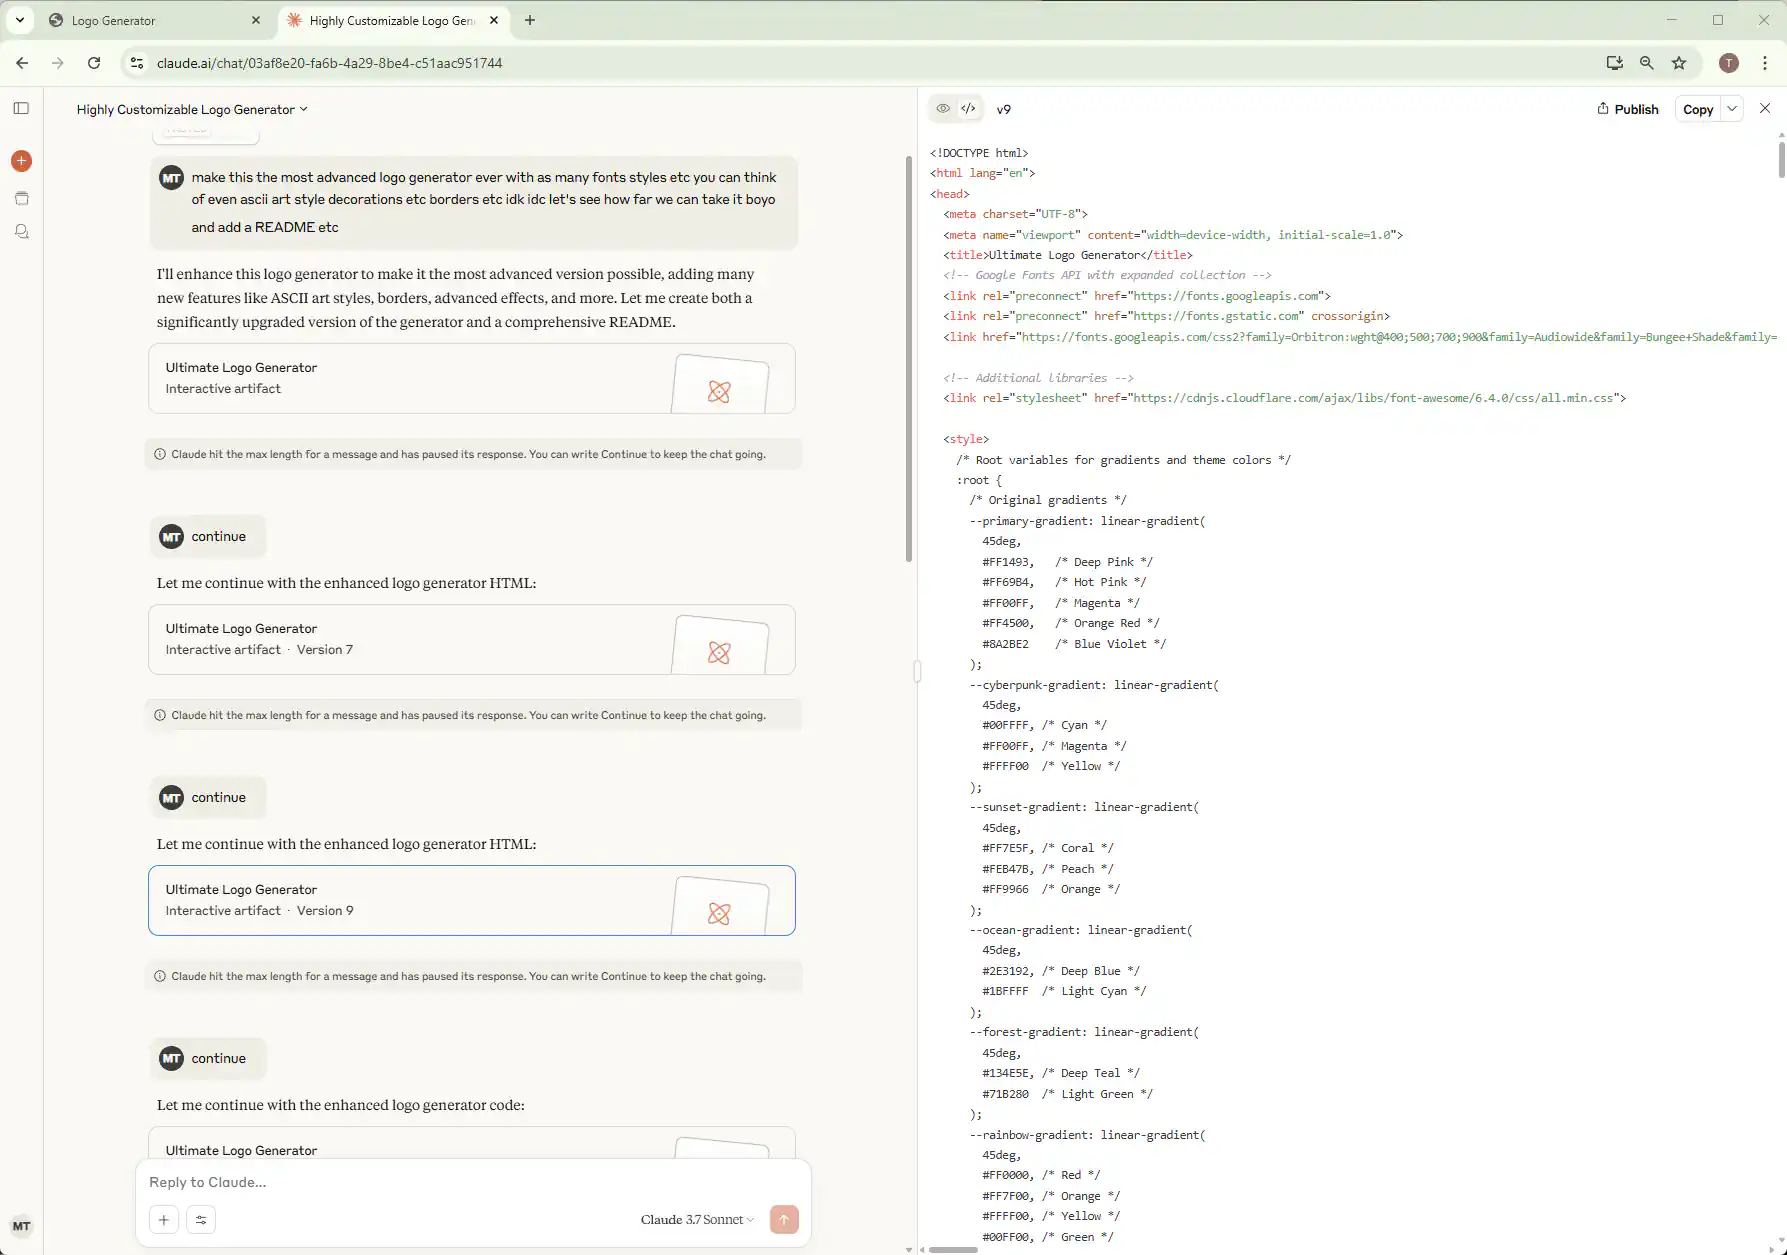 Logo Generator
Highly Customizable Logo Gen
claude.ai/chat/03af8e20-fa6b-4a29-8be4-c51aac951744
T
Highly Customizable Logo Generator
MT
make this the most advanced logo generator ever with as many fonts styles etc you can think
of even ascii art style decorations etc borders etc idk idc let's see how far we can take it boyo
and add a README etc
I'll enhance this logo generator to make it the most advanced version possible, adding many
new features like ASCII art styles, borders, advanced effects, and more. Let me create both a
significantly upgraded version of the generator and a comprehensive README.
Ultimate Logo Generator
Interactive artifact
Claude hit the max length for a message and has paused its response. You can write Continue to keep the chat going.
MT
continue
Let me continue with the enhanced logo generator HTML:
Ultimate Logo Generator
Interactive artifact · Version 7
Claude hit the max length for a message and has paused its response. You can write Continue to keep the chat going.
MT
continue
Let me continue with the enhanced logo generator HTML:
Ultimate Logo Generator
Interactive artifact · Version 9
Claude hit the max length for a message and has paused its response. You can write Continue to keep the chat going.
MT
continue
Let me continue with the enhanced logo generator code:
Ultimate Logo Generator
Reply to Claude...
Claude 3.7 Sonnet
MT
v9
Publish
Copy
<!DOCTYPE html>
<html lang="en">
<head>
<meta charset="UTF-8">
<meta name="viewport" content="width=device-width, initial-scale=1.0">
<title>Ultimate Logo Generator</title>
<!-- Google Fonts API with expanded collection -->
<link rel="preconnect" href="https://fonts.googleapis.com">
<link rel="preconnect" href="https://fonts.gstatic.com" crossorigin>
<link href="https://fonts.googleapis.com/css2?family=Orbitron:wght@400;500;700;900&family=Audiowide&family=Bungee+Shade&family=
<!-- Additional libraries -->
<link rel="stylesheet" href="https://cdnjs.cloudflare.com/ajax/libs/font-awesome/6.4.0/css/all.min.css">
<style>
/* Root variables for gradients and theme colors */
:root {
/* Original gradients */
--primary-gradient: linear-gradient(
45deg,
#FF1493, /* Deep Pink */
#FF69B4, /* Hot Pink */
#FF00FF, /* Magenta */
#FF4500, /* Orange Red */
#8A2BE2 /* Blue Violet */
);
--cyberpunk-gradient: linear-gradient(
45deg,
#00FFFF, /* Cyan */
#FF00FF, /* Magenta */
#FFFF00 /* Yellow */
);
--sunset-gradient: linear-gradient(
45deg,
#FF7E5F, /* Coral */
#FEB47B, /* Peach */
#FF9966 /* Orange */
);
--ocean-gradient: linear-gradient(
45deg,
#2E3192, /* Deep Blue */
#1BFFFF /* Light Cyan */
);
--forest-gradient: linear-gradient(
45deg,
#134E5E, /* Deep Teal */
#71B280 /* Light Green */
);
--rainbow-gradient: linear-gradient(
45deg,
#FF0000, /* Red */
#FF7F00, /* Orange */
#FFFF00, /* Yellow */
#00FF00, /* Green */